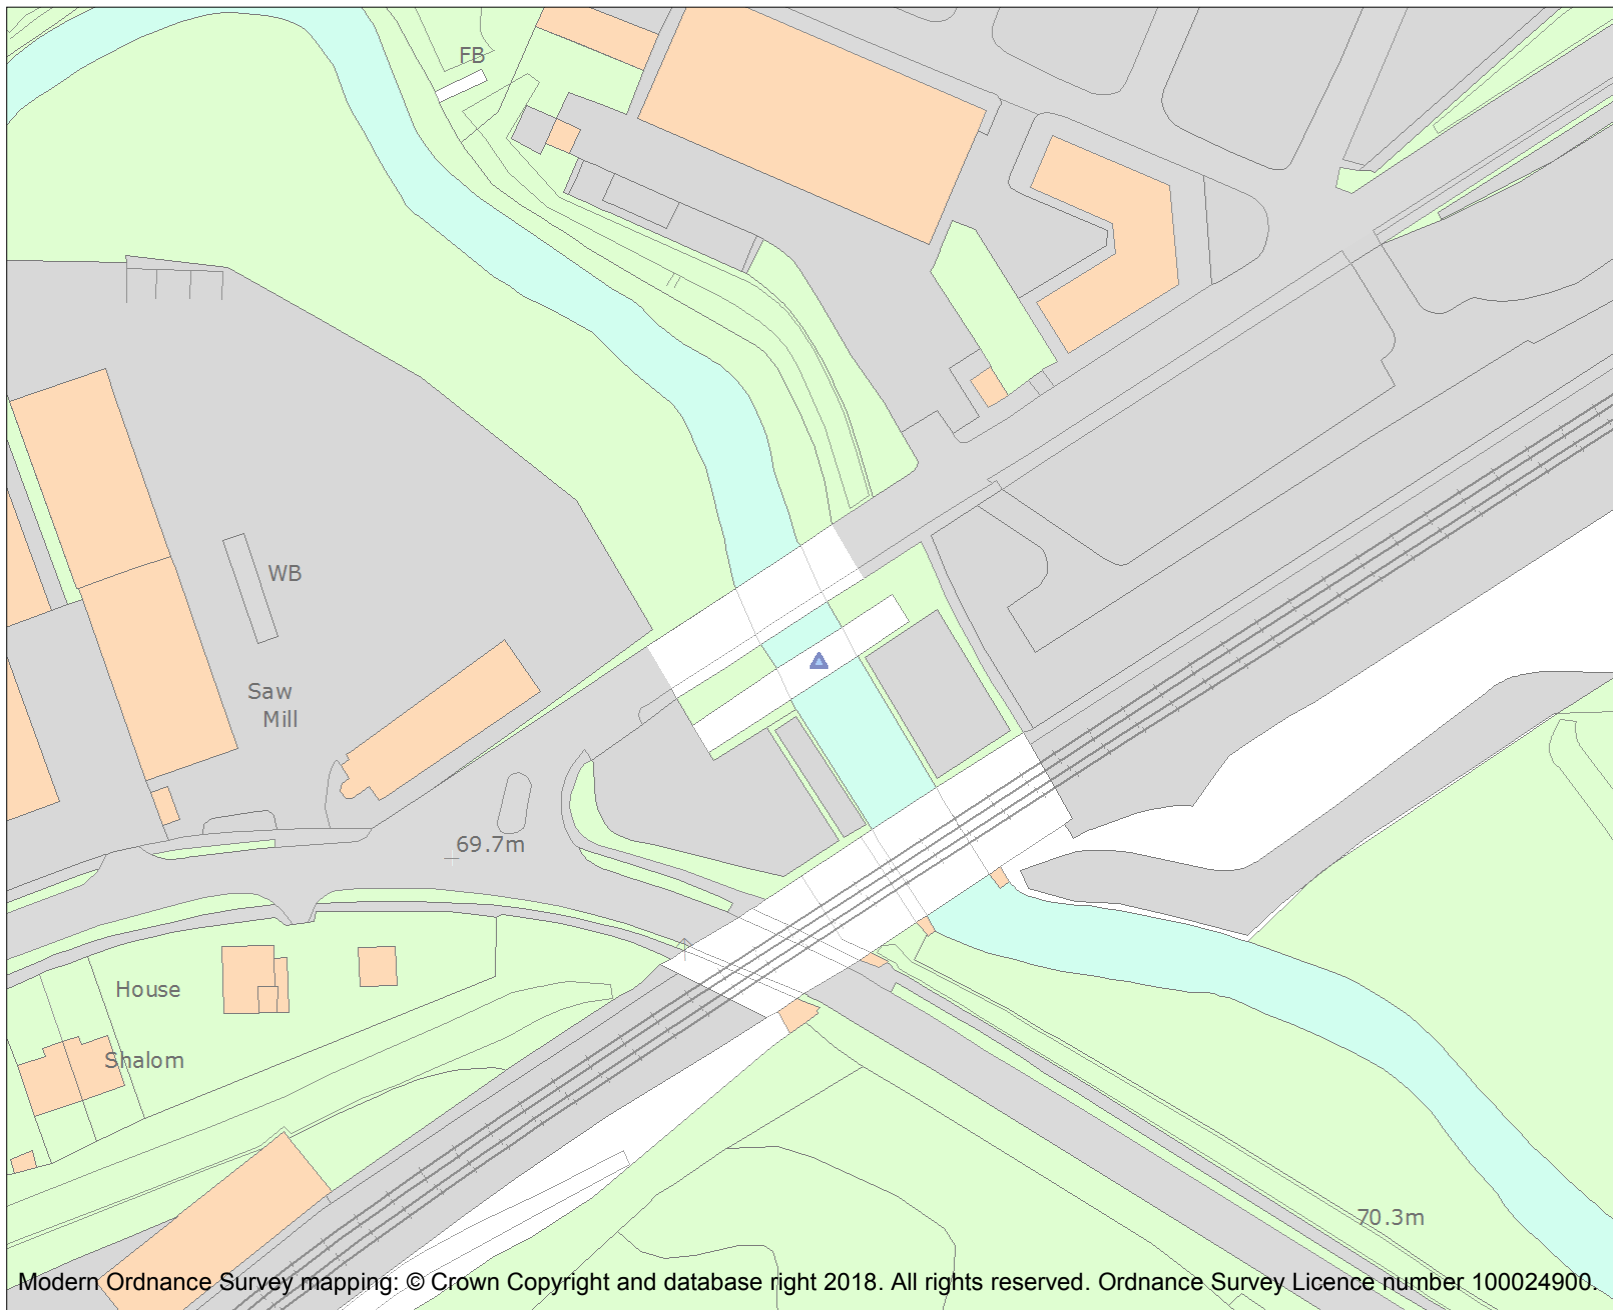 FB
WB
Saw
Mill
69.7m
House
Shalom
70.3m
Modern Ordnance Survey mapping: © Crown Copyright and database right 2018. All rights reserved. Ordnance Survey Licence number 100024900.